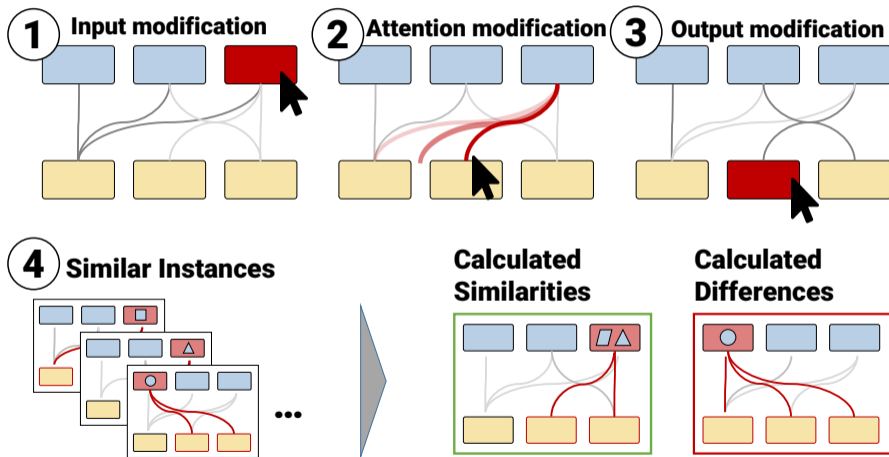 1 Input modification
2 Attention modification
3 Output modification
4 Similar Instances
...
Calculated
Similarities
Calculated
Differences